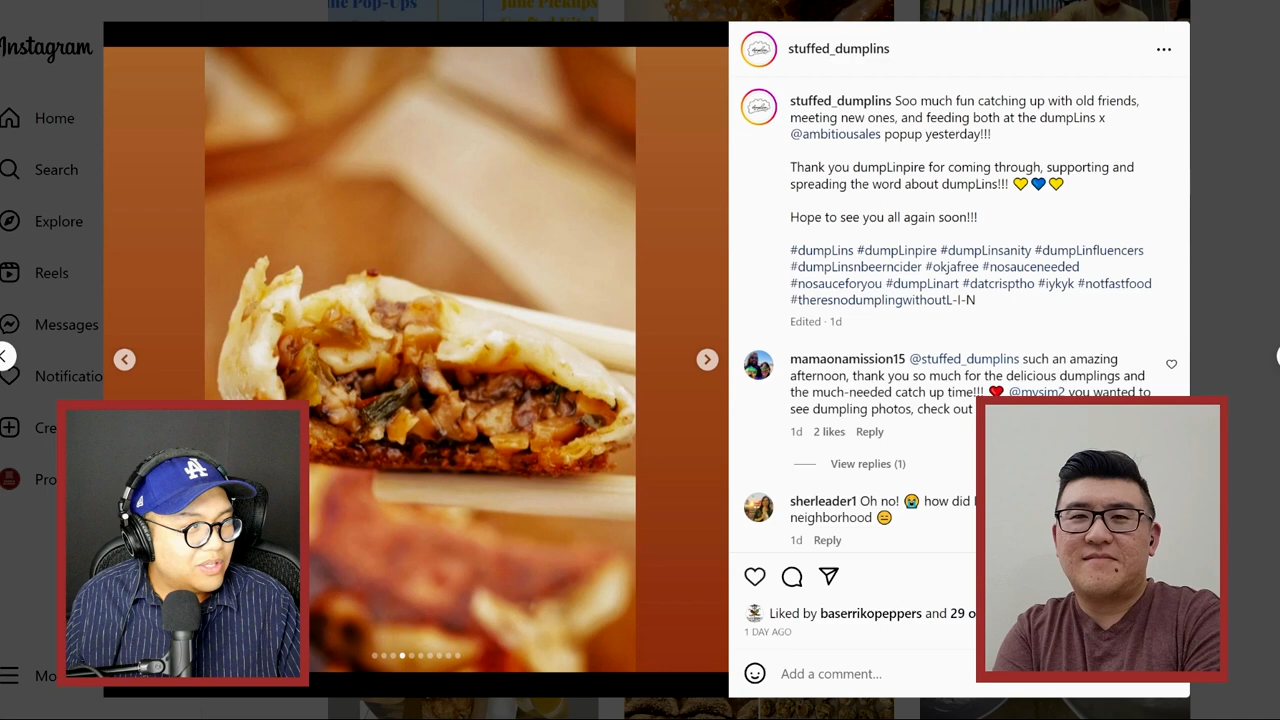 me Pop-Ups
June Pickups
Instagram
Home
Search
Explore
Reels
Messages
Notificatio
Cre
Pro
Mo
stuffed_dumplins
stuffed_dumplins Soo much fun catching up with old friends,
meeting new ones, and feeding both at the dumpLins x
@ambitiousales popup yesterday!!!
Thank you dumpLinpire for coming through, supporting and
spreading the word about dumpLins!!! 💛💙💛
Hope to see you all again soon!!!
#dumpLins #dumpLinpire #dumpLinsanity #dumpLinfluencers
#dumpLinsnbeerncider #okjafree #nosauceneeded
#nosauceforyou #dumpLinart #datcrisptho #iykyk #notfastfood
#theresnodumplingwithoutL-I-N
Edited · 1d
mamaonamission15 @stuffed_dumplins such an amazing
afternoon, thank you so much for the delicious dumplings and
the much-needed catch up time!!! ❤️ @mysim2 you wanted to
see dumpling photos, check out
1d 2 likes Reply
View replies (1)
sherleader1 Oh no! 😭 how did I
neighborhood 😑
1d Reply
Liked by baserrikopeppers and 29 o
1 DAY AGO
Add a comment...
LA